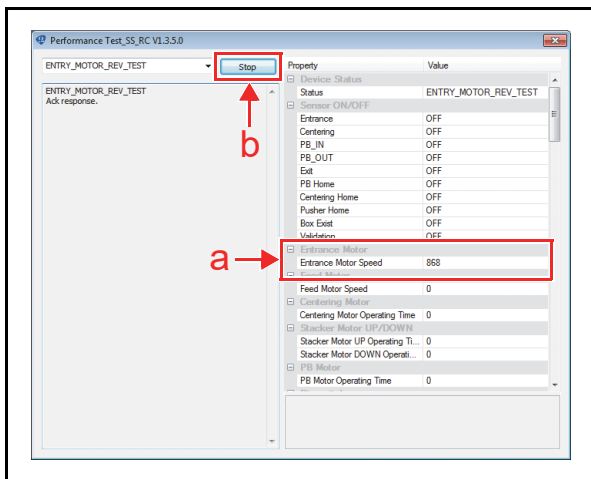 Performance Test_SS_RC V1.3.5.0
ENTRY_MOTOR_REV_TEST
Stop
ENTRY_MOTOR_REV_TEST
Ack response.
b
a
Property Value
Device Status
Status ENTRY_MOTOR_REV_TEST
Sensor ON/OFF
Entrance OFF
Centering OFF
PB_IN OFF
PB_OUT OFF
Exit OFF
PB Home OFF
Centering Home OFF
Pusher Home OFF
Box Exist OFF
Validation OFF
Entrance Motor
Entrance Motor Speed 868
Feed Motor
Feed Motor Speed 0
Centering Motor
Centering Motor Operating Time 0
Stacker Motor UP/DOWN
Stacker Motor UP Operating Ti... 0
Stacker Motor DOWN Operati... 0
PB Motor
PB Motor Operating Time 0